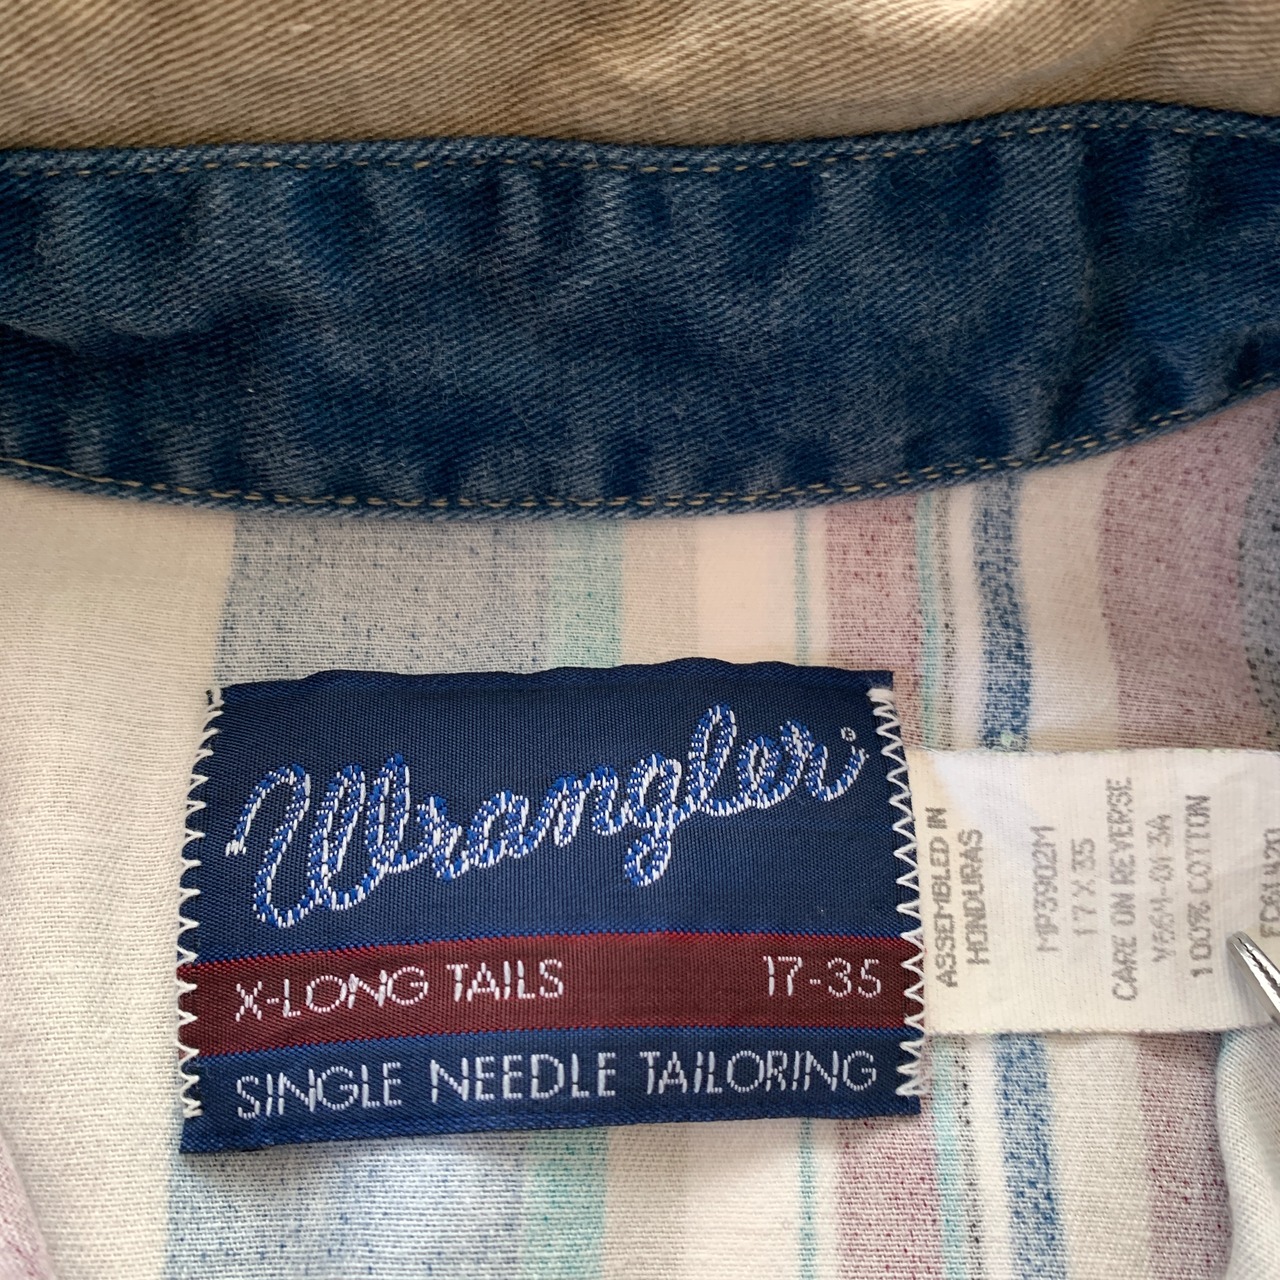 Wrangler®
X-LONG TAILS 17-35
SINGLE NEEDLE TAILORING
ASSEMBLED IN
HONDURAS
MP3902M
17 X 35
CARE ON REVERSE
100% COTTON